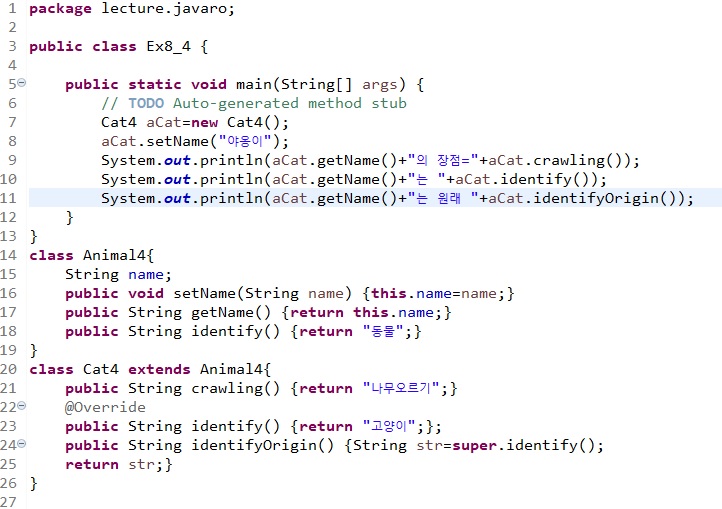 1 package lecture.javaro;
2
3 public class Ex8_4 {
4
5 public static void main(String[] args) {
6 // TODO Auto-generated method stub
7 Cat4 aCat=new Cat4();
8 aCat.setName("야옹이");
9 System.out.println(aCat.getName()+"의 장점="+aCat.crawling());
10 System.out.println(aCat.getName()+"는 "+aCat.identify());
11 System.out.println(aCat.getName()+"는 원래 "+aCat.identifyOrigin());
12 }
13 }
14 class Animal4{
15 String name;
16 public void setName(String name) {this.name=name;}
17 public String getName() {return this.name;}
18 public String identify() {return "동물";}
19 }
20 class Cat4 extends Animal4{
21 public String crawling() {return "나무오르기";}
22 @Override
23 public String identify() {return "고양이";};
24 public String identifyOrigin() {String str=super.identify();
25 return str;}
26 }
27